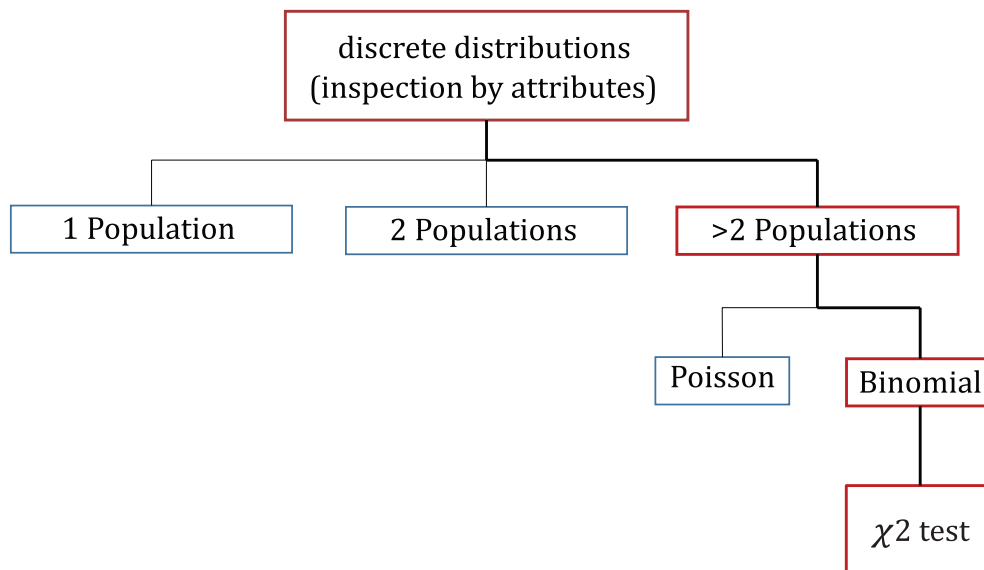 discrete distributions
(inspection by attributes)
1 Population
2 Populations
>2 Populations
Poisson
Binomial
χ2 test